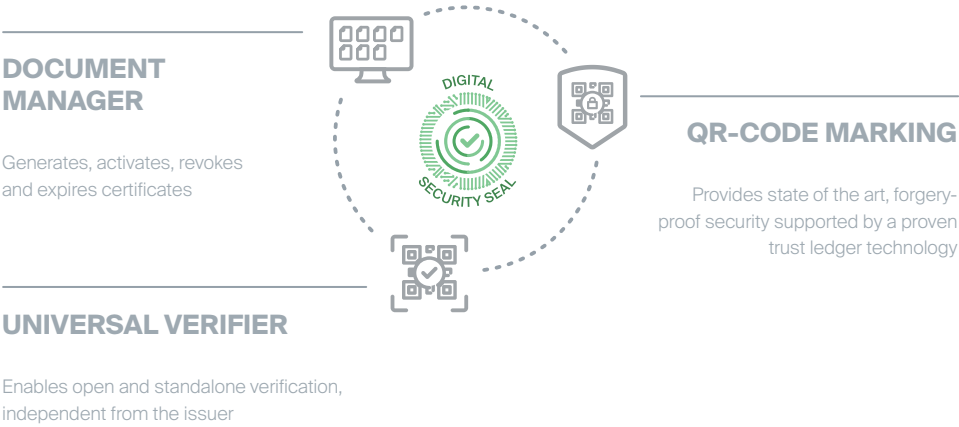 DOCUMENT
MANAGER
Generates, activates, revokes
and expires certificates
DIGITAL
SECURITY SEAL
QR-CODE MARKING
Provides state of the art, forgery-
proof security supported by a proven
trust ledger technology
UNIVERSAL VERIFIER
Enables open and standalone verification,
independent from the issuer